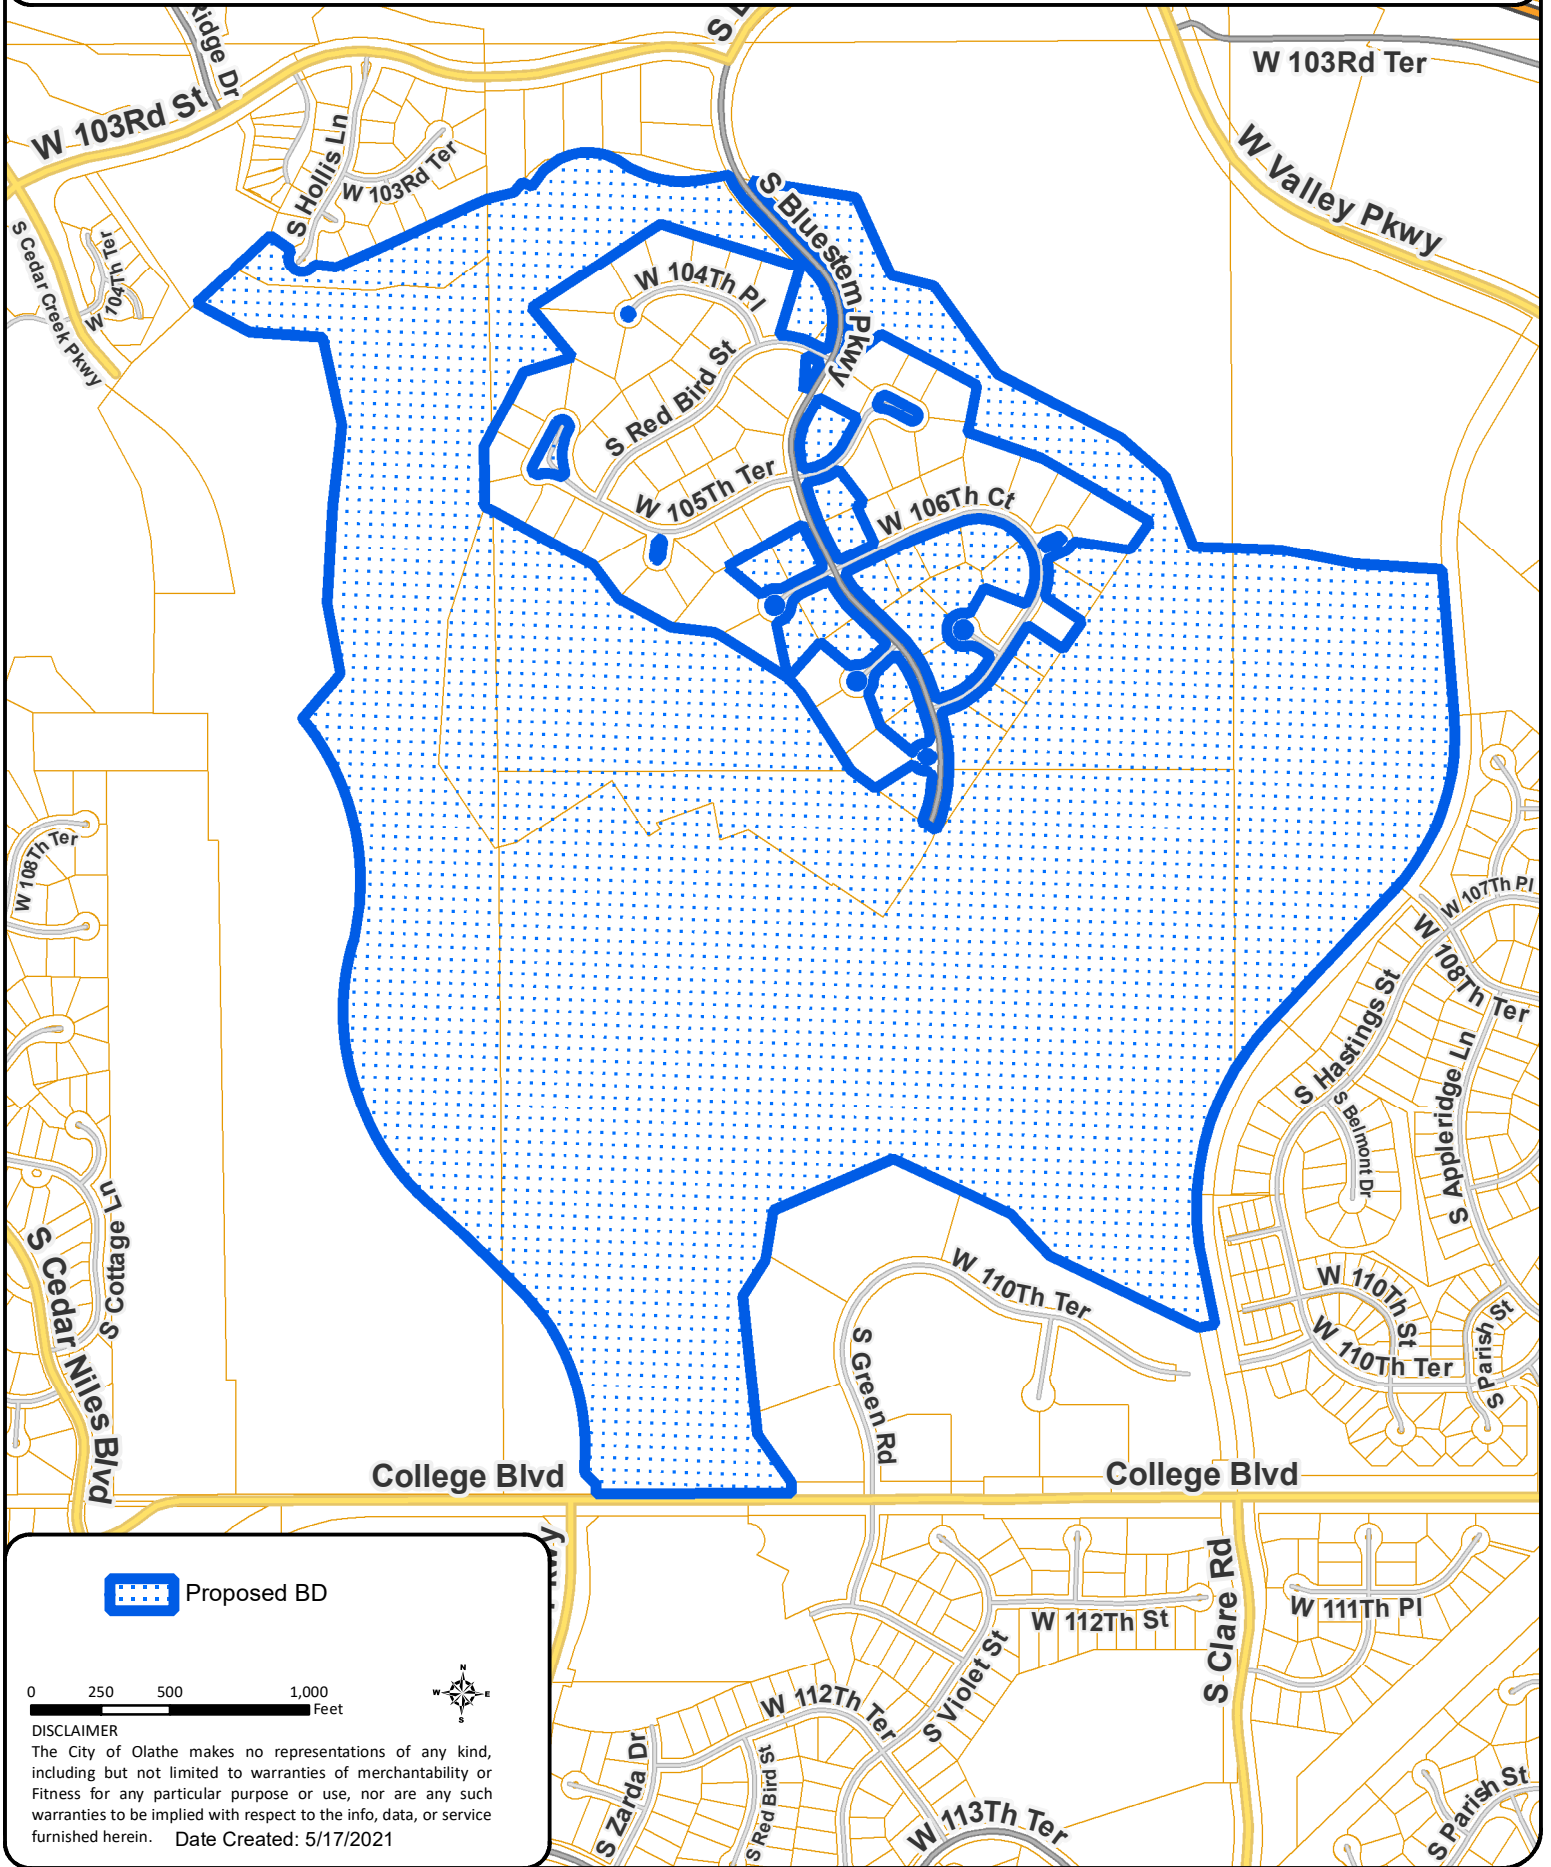 Ridge Dr
W 103Rd St
W 103Rd Ter
W Valley Pkwy
S Hollis Ln
W 103Rd Ter
S Cedar Creek Pkwy
W 104Th Ter
S Bluestem Pkwy
W 104Th Pl
S Red Bird St
W 105Th Ter
W 106Th Ct
W 108Th Ter
W 107Th Pl
W 108Th Ter
S Hastings St
S Belmont Dr
S Appleridge Ln
S Cottage Ln
S Cedar Niles Blvd
W 110Th Ter
S Green Rd
W 110Th St
W 110Th Ter
S Parish St
College Blvd
College Blvd
S Clare Rd
W 112Th St
W 111Th Pl
S Violet St
W 112Th Ter
S Zarda Dr
S Red Bird St
W 113Th Ter
S Parish St
Proposed BD
0 250 500 1,000
Feet
N
W E
S
DISCLAIMER
The City of Olathe makes no representations of any kind,
including but not limited to warranties of merchantability or
Fitness for any particular purpose or use, nor are any such
warranties to be implied with respect to the info, data, or service
furnished herein. Date Created: 5/17/2021